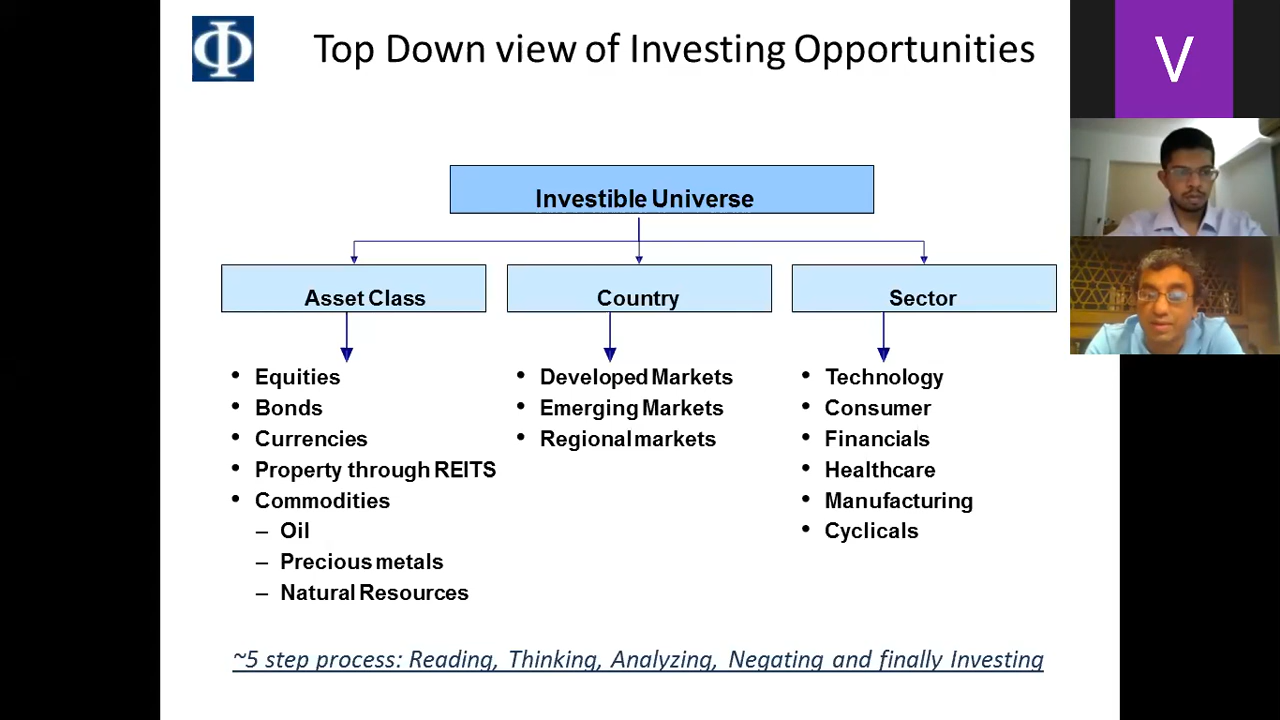 Φ
Top Down view of Investing Opportunities
V
Investible Universe
Asset Class
Country
Sector
• Equities
• Bonds
• Currencies
• Property through REITS
• Commodities
– Oil
– Precious metals
– Natural Resources
• Developed Markets
• Emerging Markets
• Regional markets
• Technology
• Consumer
• Financials
• Healthcare
• Manufacturing
• Cyclicals
~5 step process: Reading, Thinking, Analyzing, Negating and finally Investing